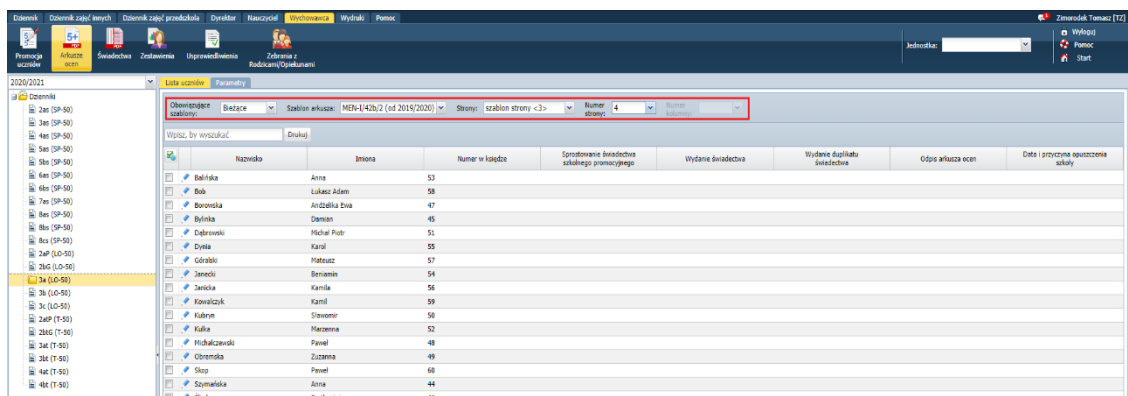 Dziennik Dziennik zajęć innych Dziennik zajęć przedszkola Dyrektor Nauczyciel Wychowawca Wydruki Pomoc Zimorodek Tomasz [TZ]
Promocja uczniów
Arkusze ocen
Świadectwa
Zestawienia
Usprawiedliwienia
Zebrania z Rodzicami/Opiekunami
Jednostka:
Wyloguj
Pomoc
Start
2020/2021
Dzienniki
2as (SP-50)
3as (SP-50)
4as (SP-50)
5as (SP-50)
5bs (SP-50)
6as (SP-50)
6bs (SP-50)
7as (SP-50)
8as (SP-50)
8bs (SP-50)
8cs (SP-50)
2aP (LO-50)
2bG (LO-50)
3a (LO-50)
3b (LO-50)
3c (LO-50)
2atP (T-50)
2btG (T-50)
3at (T-50)
3bt (T-50)
4at (T-50)
4bt (T-50)
Lista uczniów Parametry
Obowiązujące szablony: Bieżące Szablon arkusza: MEN-I/42b/2 (od 2019/2020) Strony: szablon strony <3> Numer strony: 4 Numer kolumny:
Wpisz, by wyszukać Drukuj
Nazwisko Imiona Numer w księdze Sprostowanie świadectwa szkolnego promocyjnego Wydanie świadectwa Wydanie duplikatu świadectwa Odpis arkusza ocen Data i przyczyna opuszczenia szkoły
Balińska Anna 53
Bob Łukasz Adam 58
Borowska Andżelika Ewa 47
Bylinka Damian 45
Dąbrowski Michał Piotr 51
Dynia Karol 55
Góralski Mateusz 57
Janecki Beniamin 54
Janicka Kamila 56
Kowalczyk Kamil 59
Kubryn Sławomir 50
Kulka Marzenna 52
Michalczewski Paweł 48
Obremska Zuzanna 49
Skop Paweł 60
Szymańska Anna 44